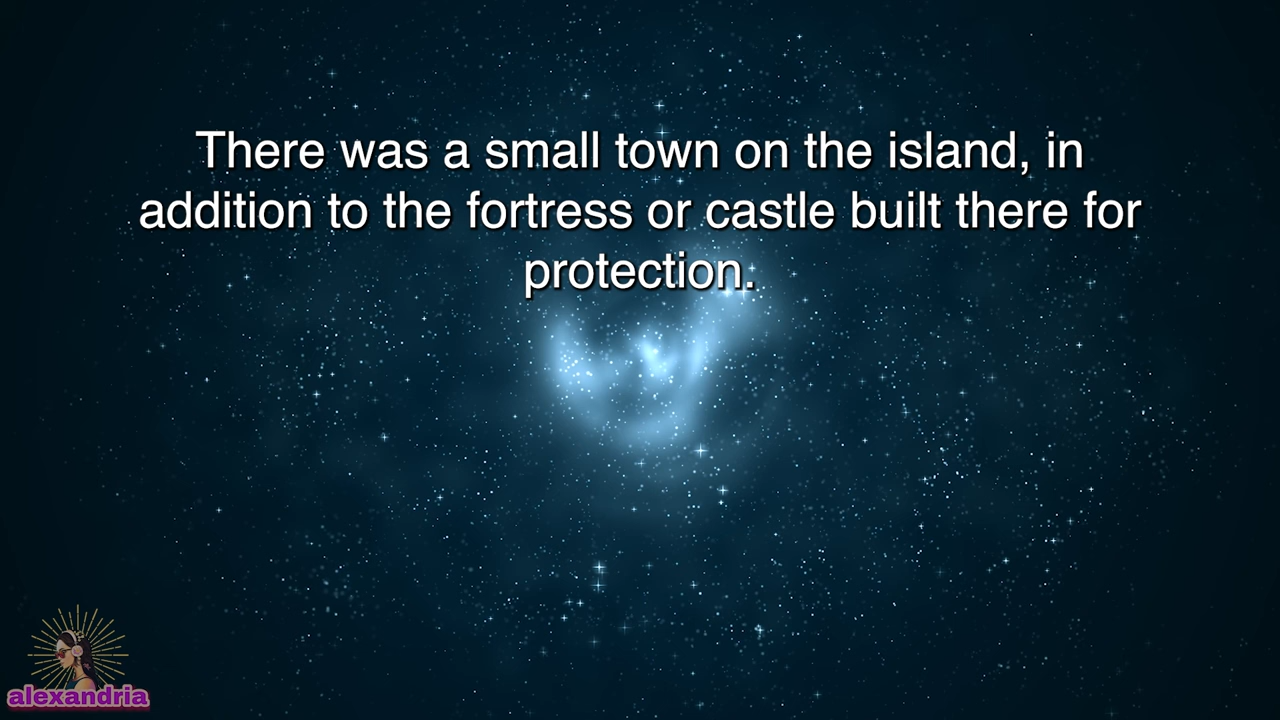 There was a small town on the island, in
addition to the fortress or castle built there for
protection.
alexandria